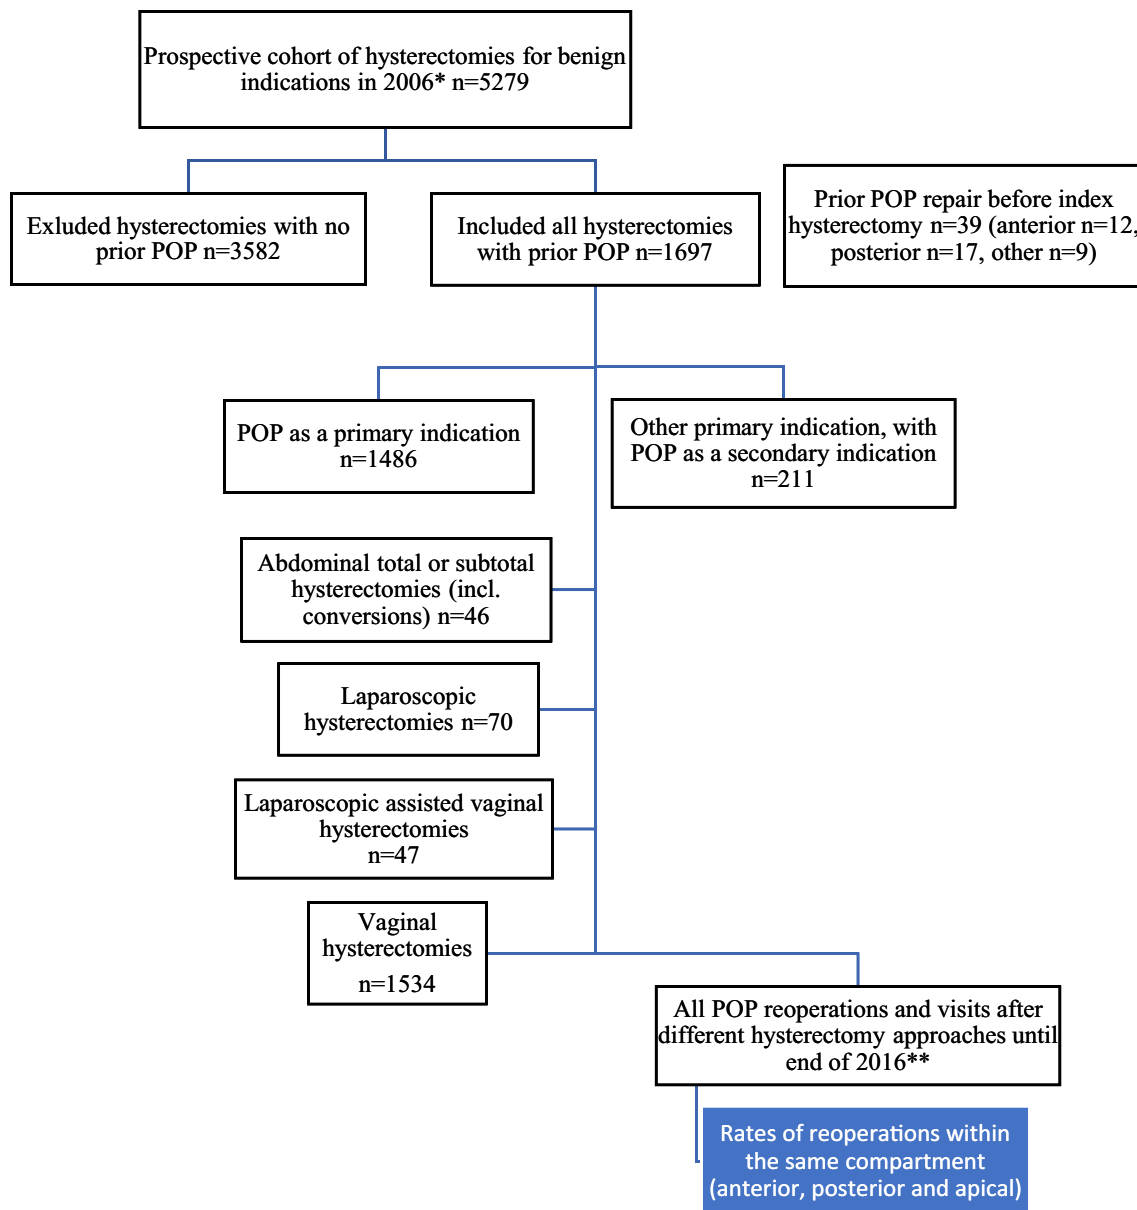 Prospective cohort of hysterectomies for benign
indications in 2006* n=5279
Exluded hysterectomies with no
prior POP n=3582
Included all hysterectomies
with prior POP n=1697
Prior POP repair before index
hysterectomy n=39 (anterior n=12,
posterior n=17, other n=9)
POP as a primary indication
n=1486
Other primary indication, with
POP as a secondary indication
n=211
Abdominal total or subtotal
hysterectomies (incl.
conversions) n=46
Laparoscopic
hysterectomies n=70
Laparoscopic assisted vaginal
hysterectomies
n=47
Vaginal
hysterectomies
n=1534
All POP reoperations and visits after
different hysterectomy approaches until
end of 2016**
Rates of reoperations within
the same compartment
(anterior, posterior and apical)